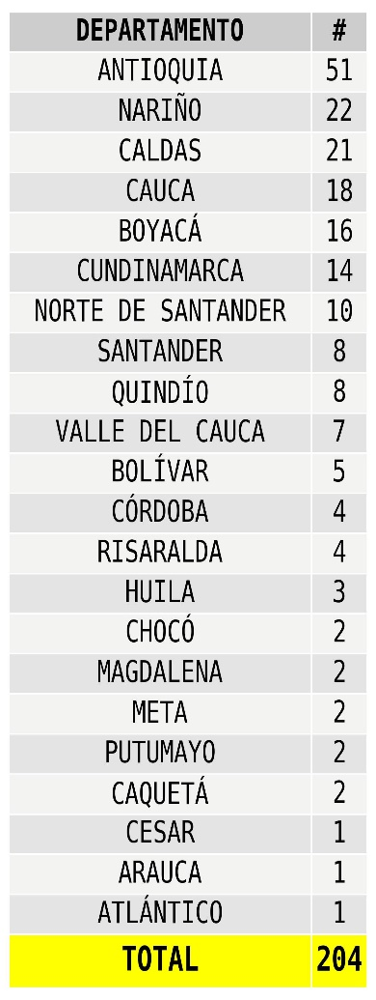 DEPARTAMENTO #
ANTIOQUIA 51
NARIÑO 22
CALDAS 21
CAUCA 18
BOYACÁ 16
CUNDINAMARCA 14
NORTE DE SANTANDER 10
SANTANDER 8
QUINDÍO 8
VALLE DEL CAUCA 7
BOLÍVAR 5
CÓRDOBA 4
RISARALDA 4
HUILA 3
CHOCÓ 2
MAGDALENA 2
META 2
PUTUMAYO 2
CAQUETÁ 2
CESAR 1
ARAUCA 1
ATLÁNTICO 1
TOTAL 204